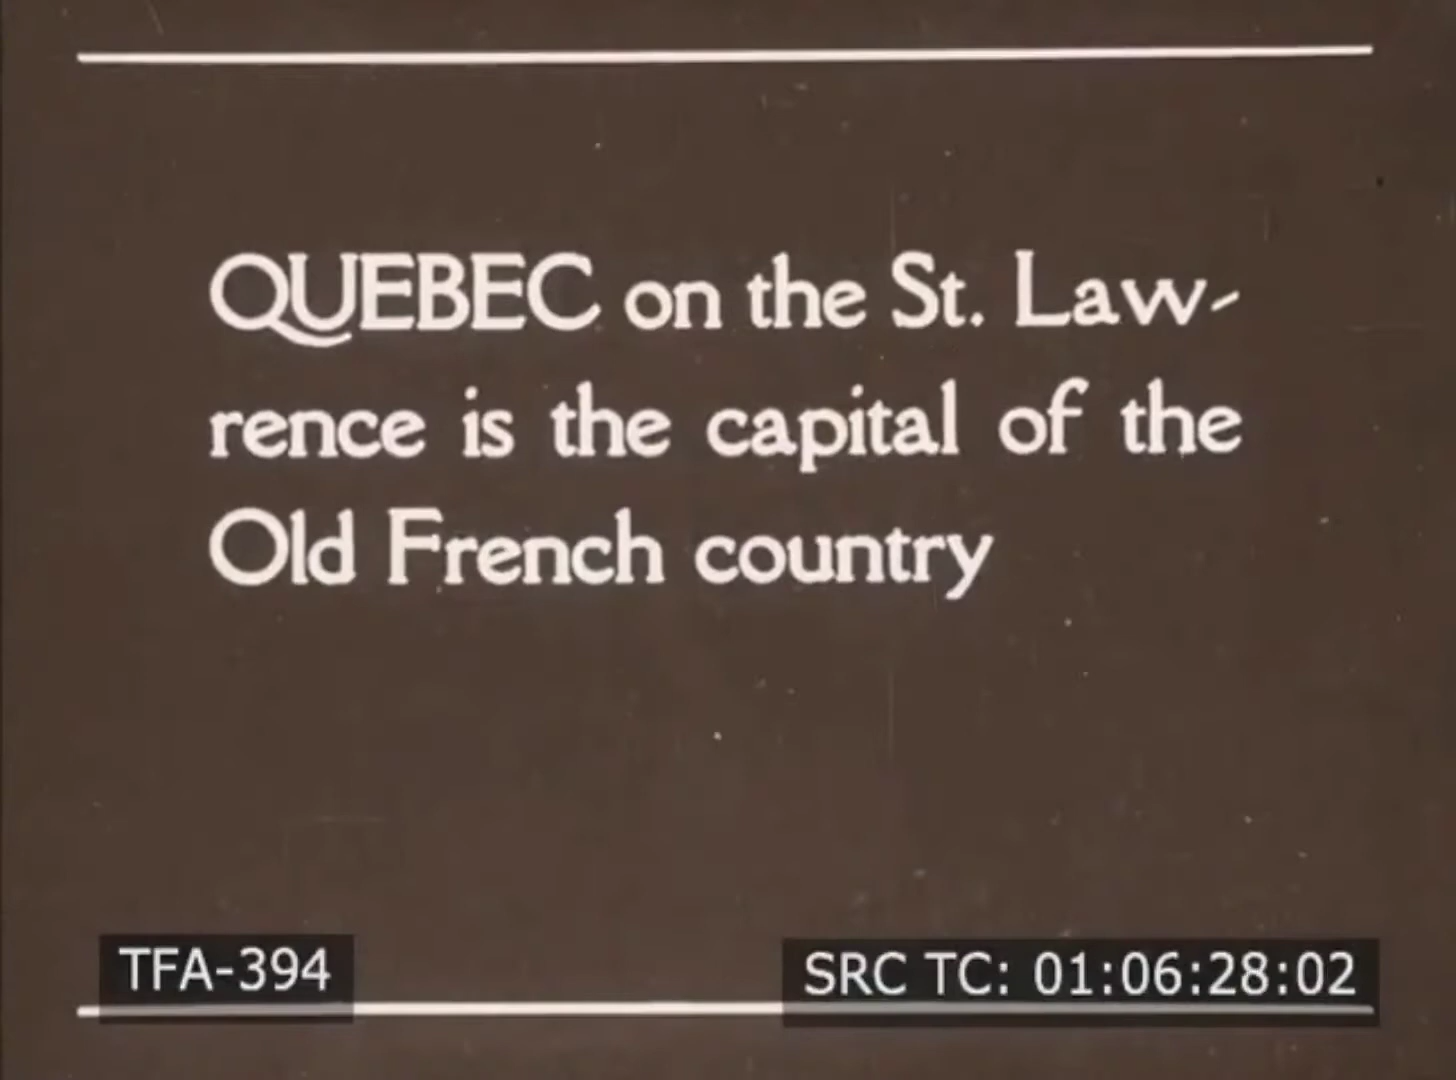 QUEBEC on the St. Law-
rence is the capital of the
Old French country
TFA-394
SRC TC: 01:06:28:02